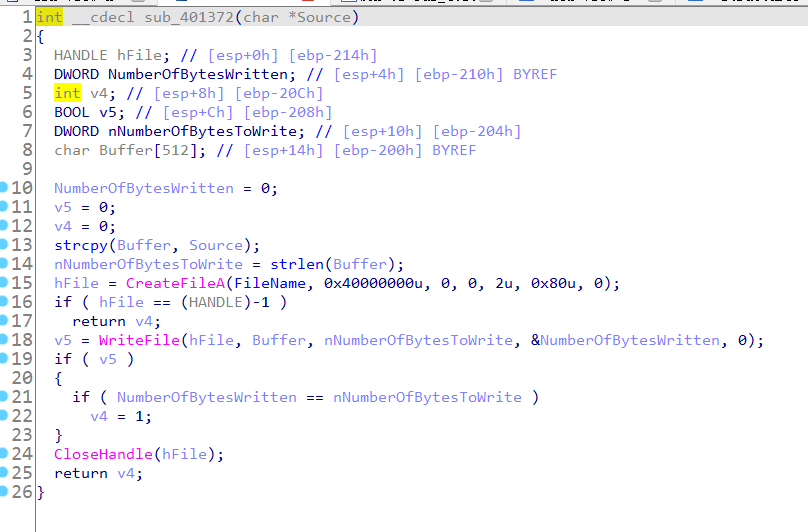 1 int __cdecl sub_401372(char *Source)
2 {
3 HANDLE hFile; // [esp+0h] [ebp-214h]
4 DWORD NumberOfBytesWritten; // [esp+4h] [ebp-210h] BYREF
5 int v4; // [esp+8h] [ebp-20Ch]
6 BOOL v5; // [esp+Ch] [ebp-208h]
7 DWORD nNumberOfBytesToWrite; // [esp+10h] [ebp-204h]
8 char Buffer[512]; // [esp+14h] [ebp-200h] BYREF
9
10 NumberOfBytesWritten = 0;
11 v5 = 0;
12 v4 = 0;
13 strcpy(Buffer, Source);
14 nNumberOfBytesToWrite = strlen(Buffer);
15 hFile = CreateFileA(FileName, 0x40000000u, 0, 0, 2u, 0x80u, 0);
16 if ( hFile == (HANDLE)-1 )
17 return v4;
18 v5 = WriteFile(hFile, Buffer, nNumberOfBytesToWrite, &NumberOfBytesWritten, 0);
19 if ( v5 )
20 {
21 if ( NumberOfBytesWritten == nNumberOfBytesToWrite )
22 v4 = 1;
23 }
24 CloseHandle(hFile);
25 return v4;
26 }